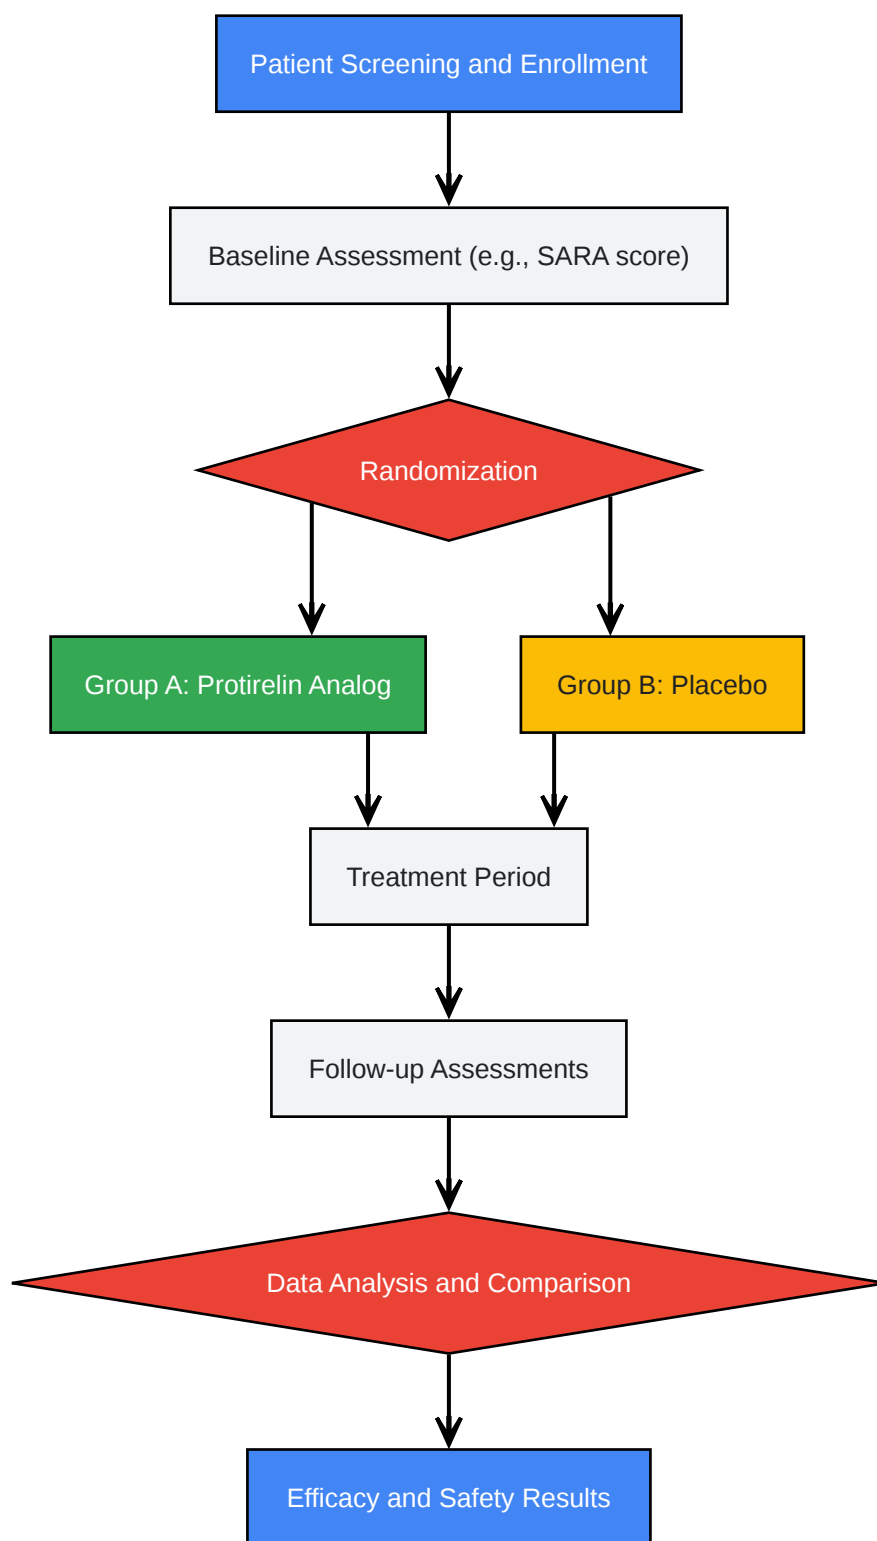 Patient Screening and Enrollment
Baseline Assessment (e.g., SARA score)
Randomization
Group A: Protirelin Analog
Group B: Placebo
Treatment Period
Follow-up Assessments
Data Analysis and Comparison
Efficacy and Safety Results